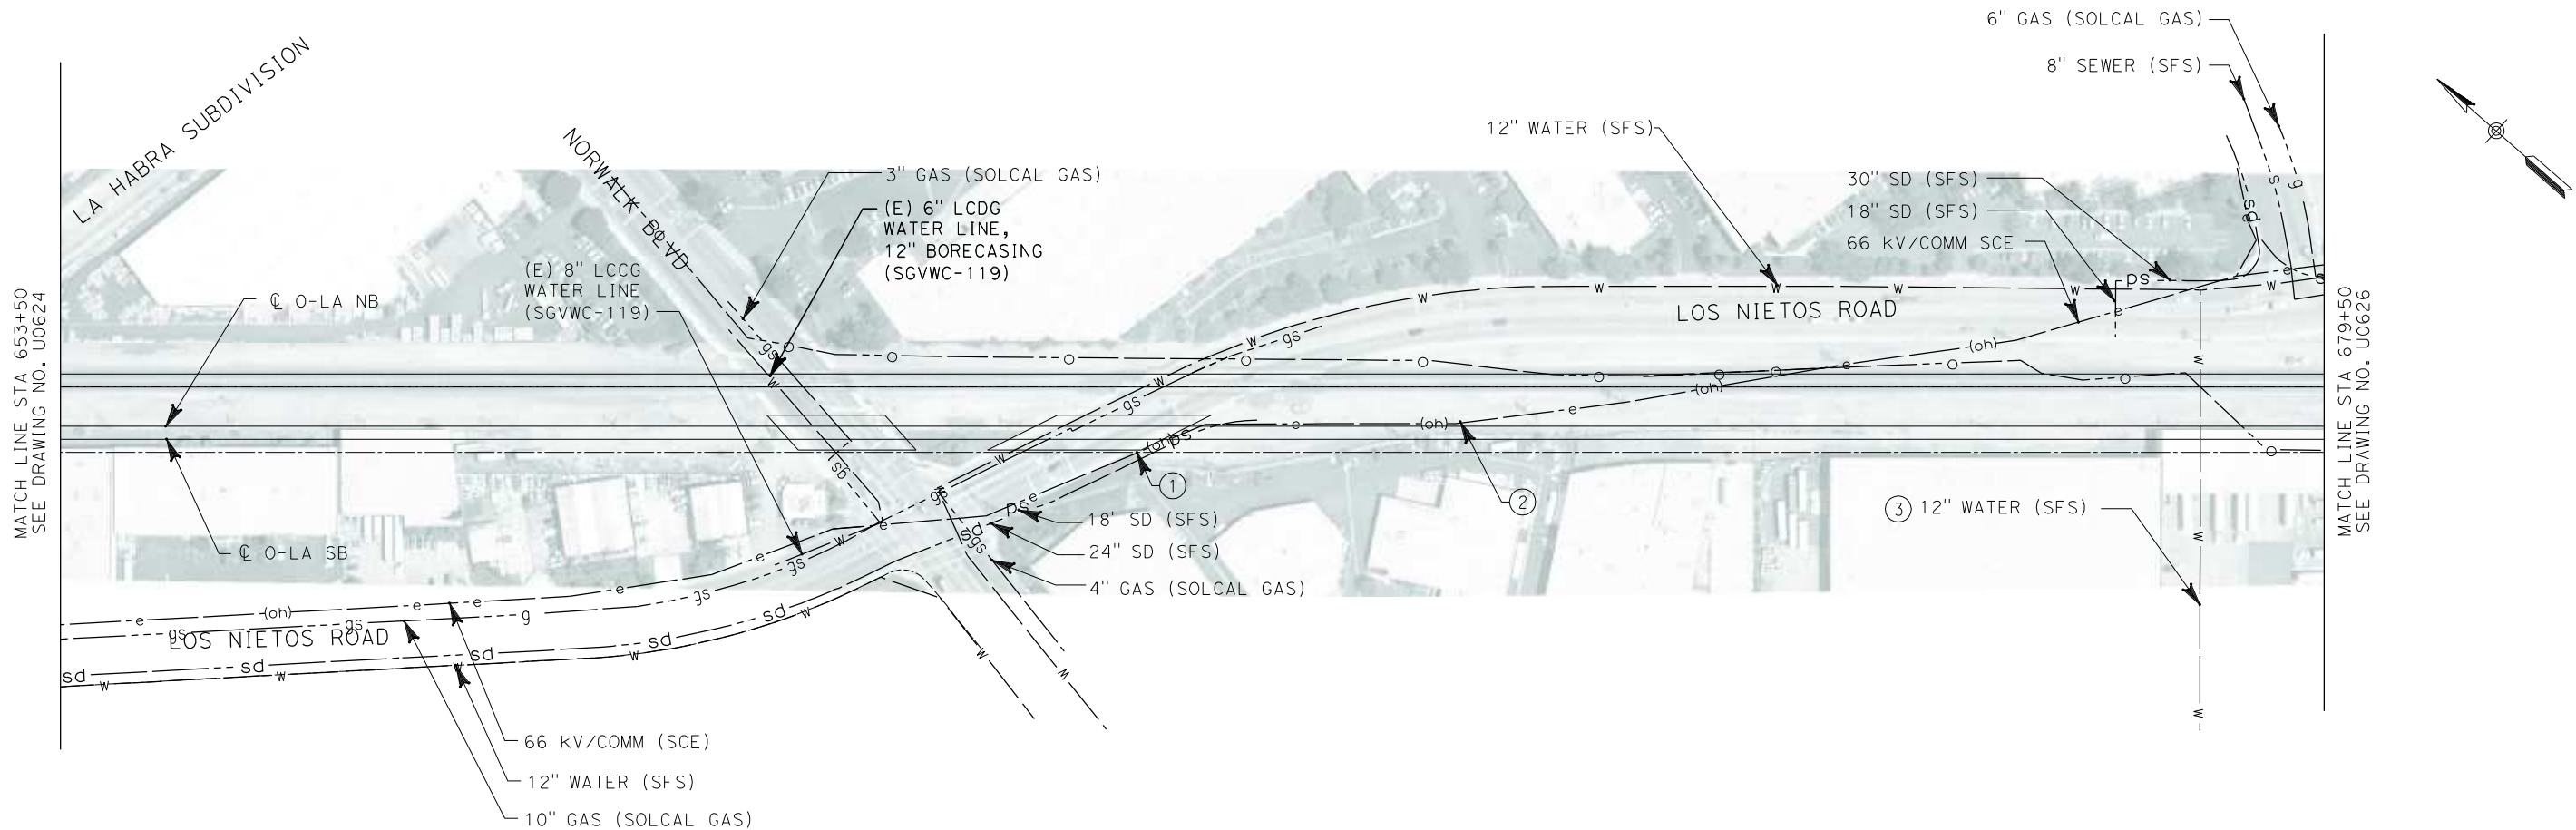 6" GAS (SOLCAL GAS)
8" SEWER (SFS)
LA HABRA SUBDIVISION
NORWALK BLVD
12" WATER (SFS)
3" GAS (SOLCAL GAS)
(E) 6" LCDG
WATER LINE,
12" BORECASING
(SGVWC-119)
30" SD (SFS)
18" SD (SFS)
66 kV/COMM SCE
(E) 8" LCCG
WATER LINE
(SGVWC-119)
℄ O-LA NB
LOS NIETOS ROAD
MATCH LINE STA 653+50
SEE DRAWING NO. U0624
MATCH LINE STA 679+50
SEE DRAWING NO. U0626
1
2
3 12" WATER (SFS)
18" SD (SFS)
24" SD (SFS)
4" GAS (SOLCAL GAS)
℄ O-LA SB
LOS NIETOS ROAD
66 kV/COMM (SCE)
12" WATER (SFS)
10" GAS (SOLCAL GAS)